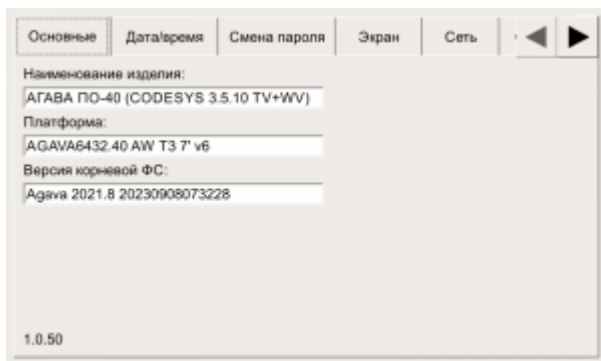 Основные Дата/время Смена пароля Экран Сеть
Наименование изделия:
АГАВА ПО-40 (CODESYS 3.5.10 TV+WV)
Платформа:
AGAVA6432.40 AW T3 7' v6
Версия корневой ФС:
Agava 2021.8 20230908073228
1.0.50